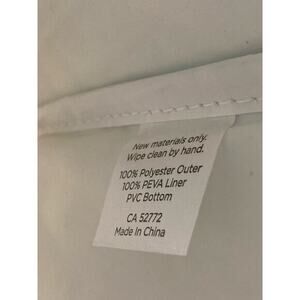 New materials only.
Wipe clean by hand.
100% Polyester Outer
100% PEVA Liner
PVC Bottom
CA 52772
Made In China